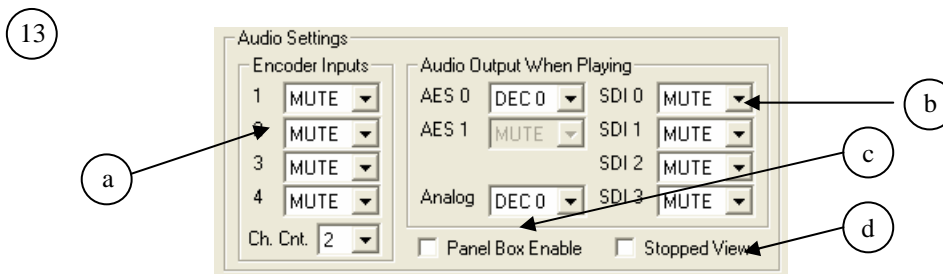 13
Audio Settings
Encoder Inputs
Audio Output When Playing
1 MUTE
MUTE
3 MUTE
4 MUTE
Ch. Cnt. 2
AES 0 DEC 0 SDI 0 MUTE
AES 1 MUTE SDI 1 MUTE
SDI 2 MUTE
Analog DEC 0 SDI 3 MUTE
Panel Box Enable Stopped View
a
b
c
d